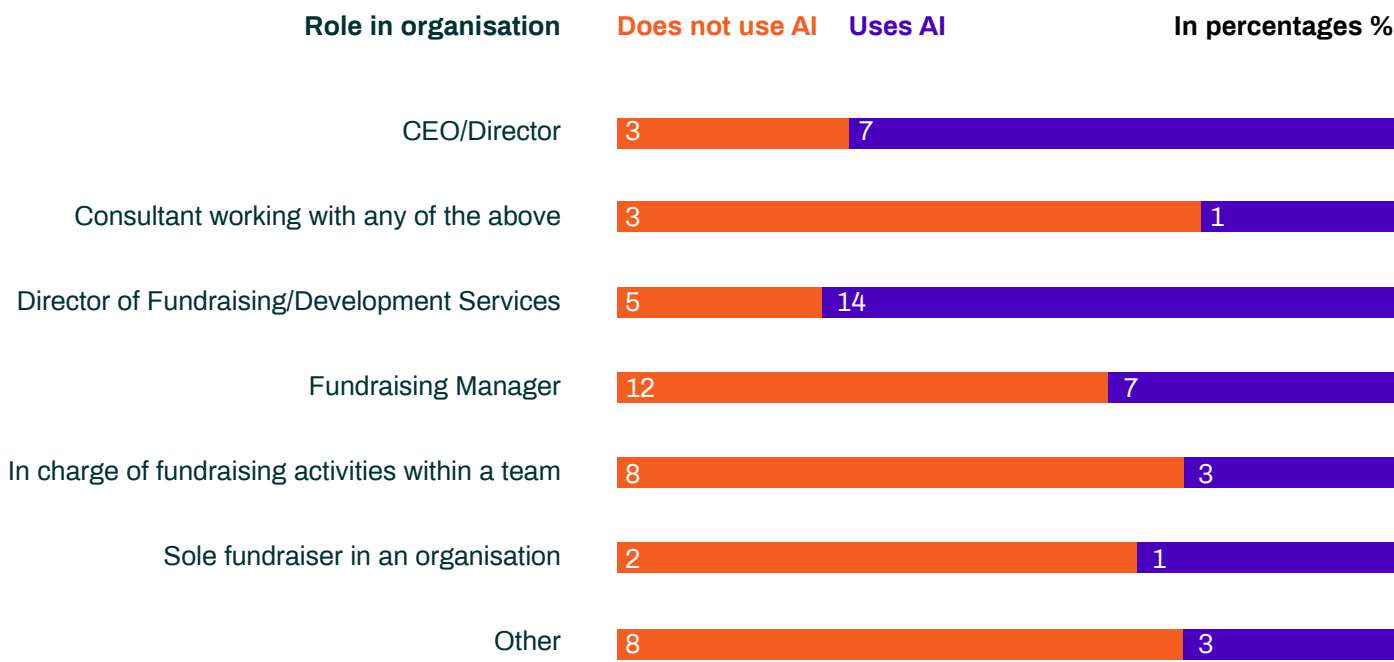 Role in organisation Does not use AI Uses AI In percentages %
CEO/Director 3 7
Consultant working with any of the above 3 1
Director of Fundraising/Development Services 5 14
Fundraising Manager 12 7
In charge of fundraising activities within a team 8 3
Sole fundraiser in an organisation 2 1
Other 8 3